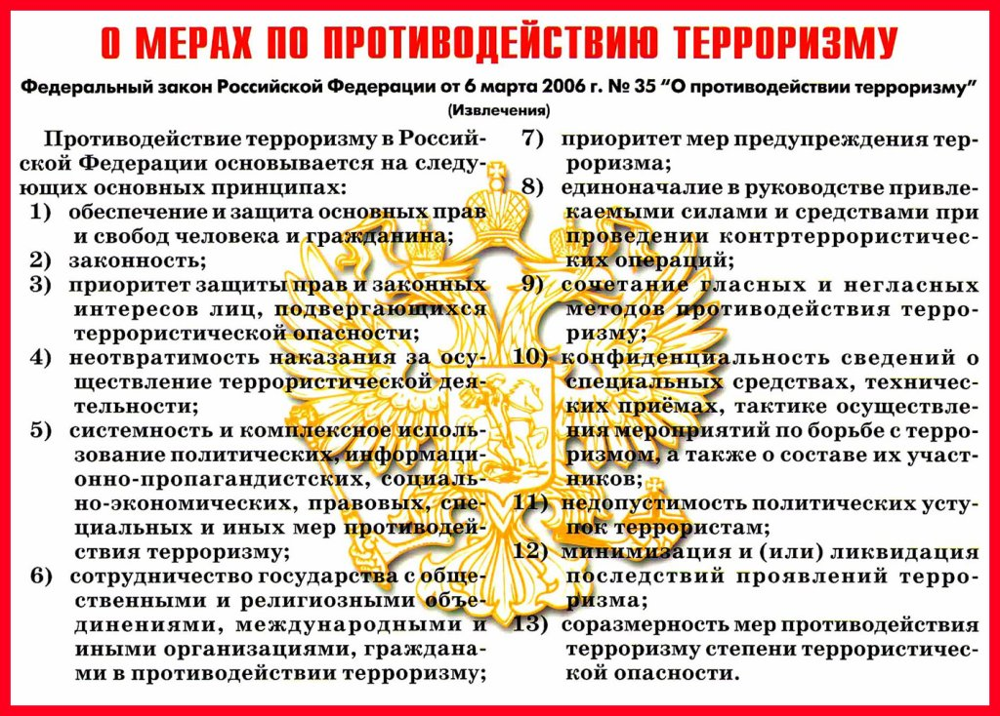 О МЕРАХ ПО ПРОТИВОДЕЙСТВИЮ ТЕРРОРИЗМУ
Федеральный закон Российской Федерации от 6 марта 2006 г. № 35 “О противодействии терроризму”
(Извлечения)
Противодействие терроризму в Россий-
ской Федерации основывается на следу-
ющих основных принципах:
1) обеспечение и защита основных прав
и свобод человека и гражданина;
2) законность;
3) приоритет защиты прав и законных
интересов лиц, подвергающихся
террористической опасности;
4) неотвратимость наказания за осу-
ществление террористической дея-
тельности;
5) системность и комплексное исполь-
зование политических, информаци-
онно-пропагандистских, социаль-
но-экономических, правовых, спе-
циальных и иных мер противодей-
ствия терроризму;
6) сотрудничество государства с обще-
ственными и религиозными объе-
динениями, международными и
иными организациями, граждана-
ми в противодействии терроризму;
7) приоритет мер предупреждения тер-
роризма;
8) единоначалие в руководстве привле-
каемыми силами и средствами при
проведении контртеррористичес-
ких операций;
9) сочетание гласных и негласных
методов противодействия терро-
ризму;
10) конфиденциальность сведений о
специальных средствах, техничес-
ких приёмах, тактике осуществле-
ния мероприятий по борьбе с терро-
ризмом, а также о составе их участ-
ников;
11) недопустимость политических усту-
пок террористам;
12) минимизация и (или) ликвидация
последствий проявлений терро-
ризма;
13) соразмерность мер противодействия
терроризму степени террористичес-
кой опасности.